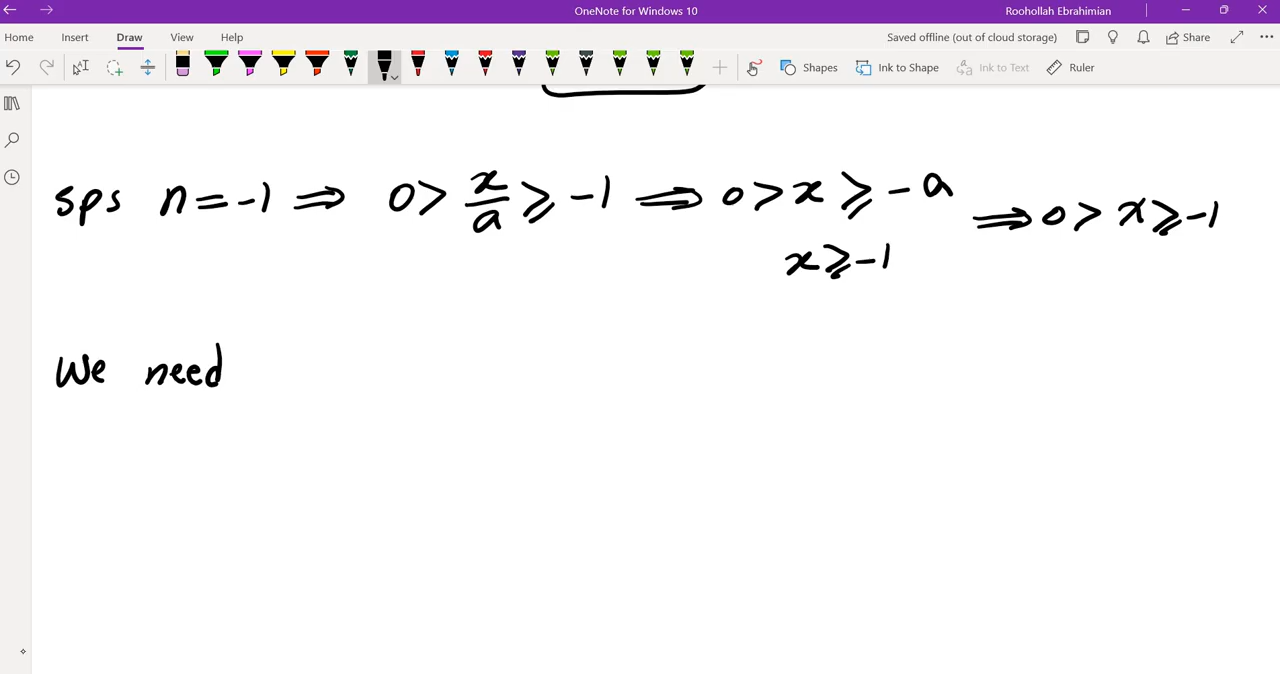 OneNote for Windows 10
Roohollah Ebrahimian
Home Insert Draw View Help
Saved offline (out of cloud storage) Share
Shapes Ink to Shape Ink to Text Ruler
sps n = -1 ⟹ 0 > x/a ⩾ -1 ⟹ 0 > x ⩾ -a ⟹ 0 > x ⩾ -1
x ⩾ -1
We need